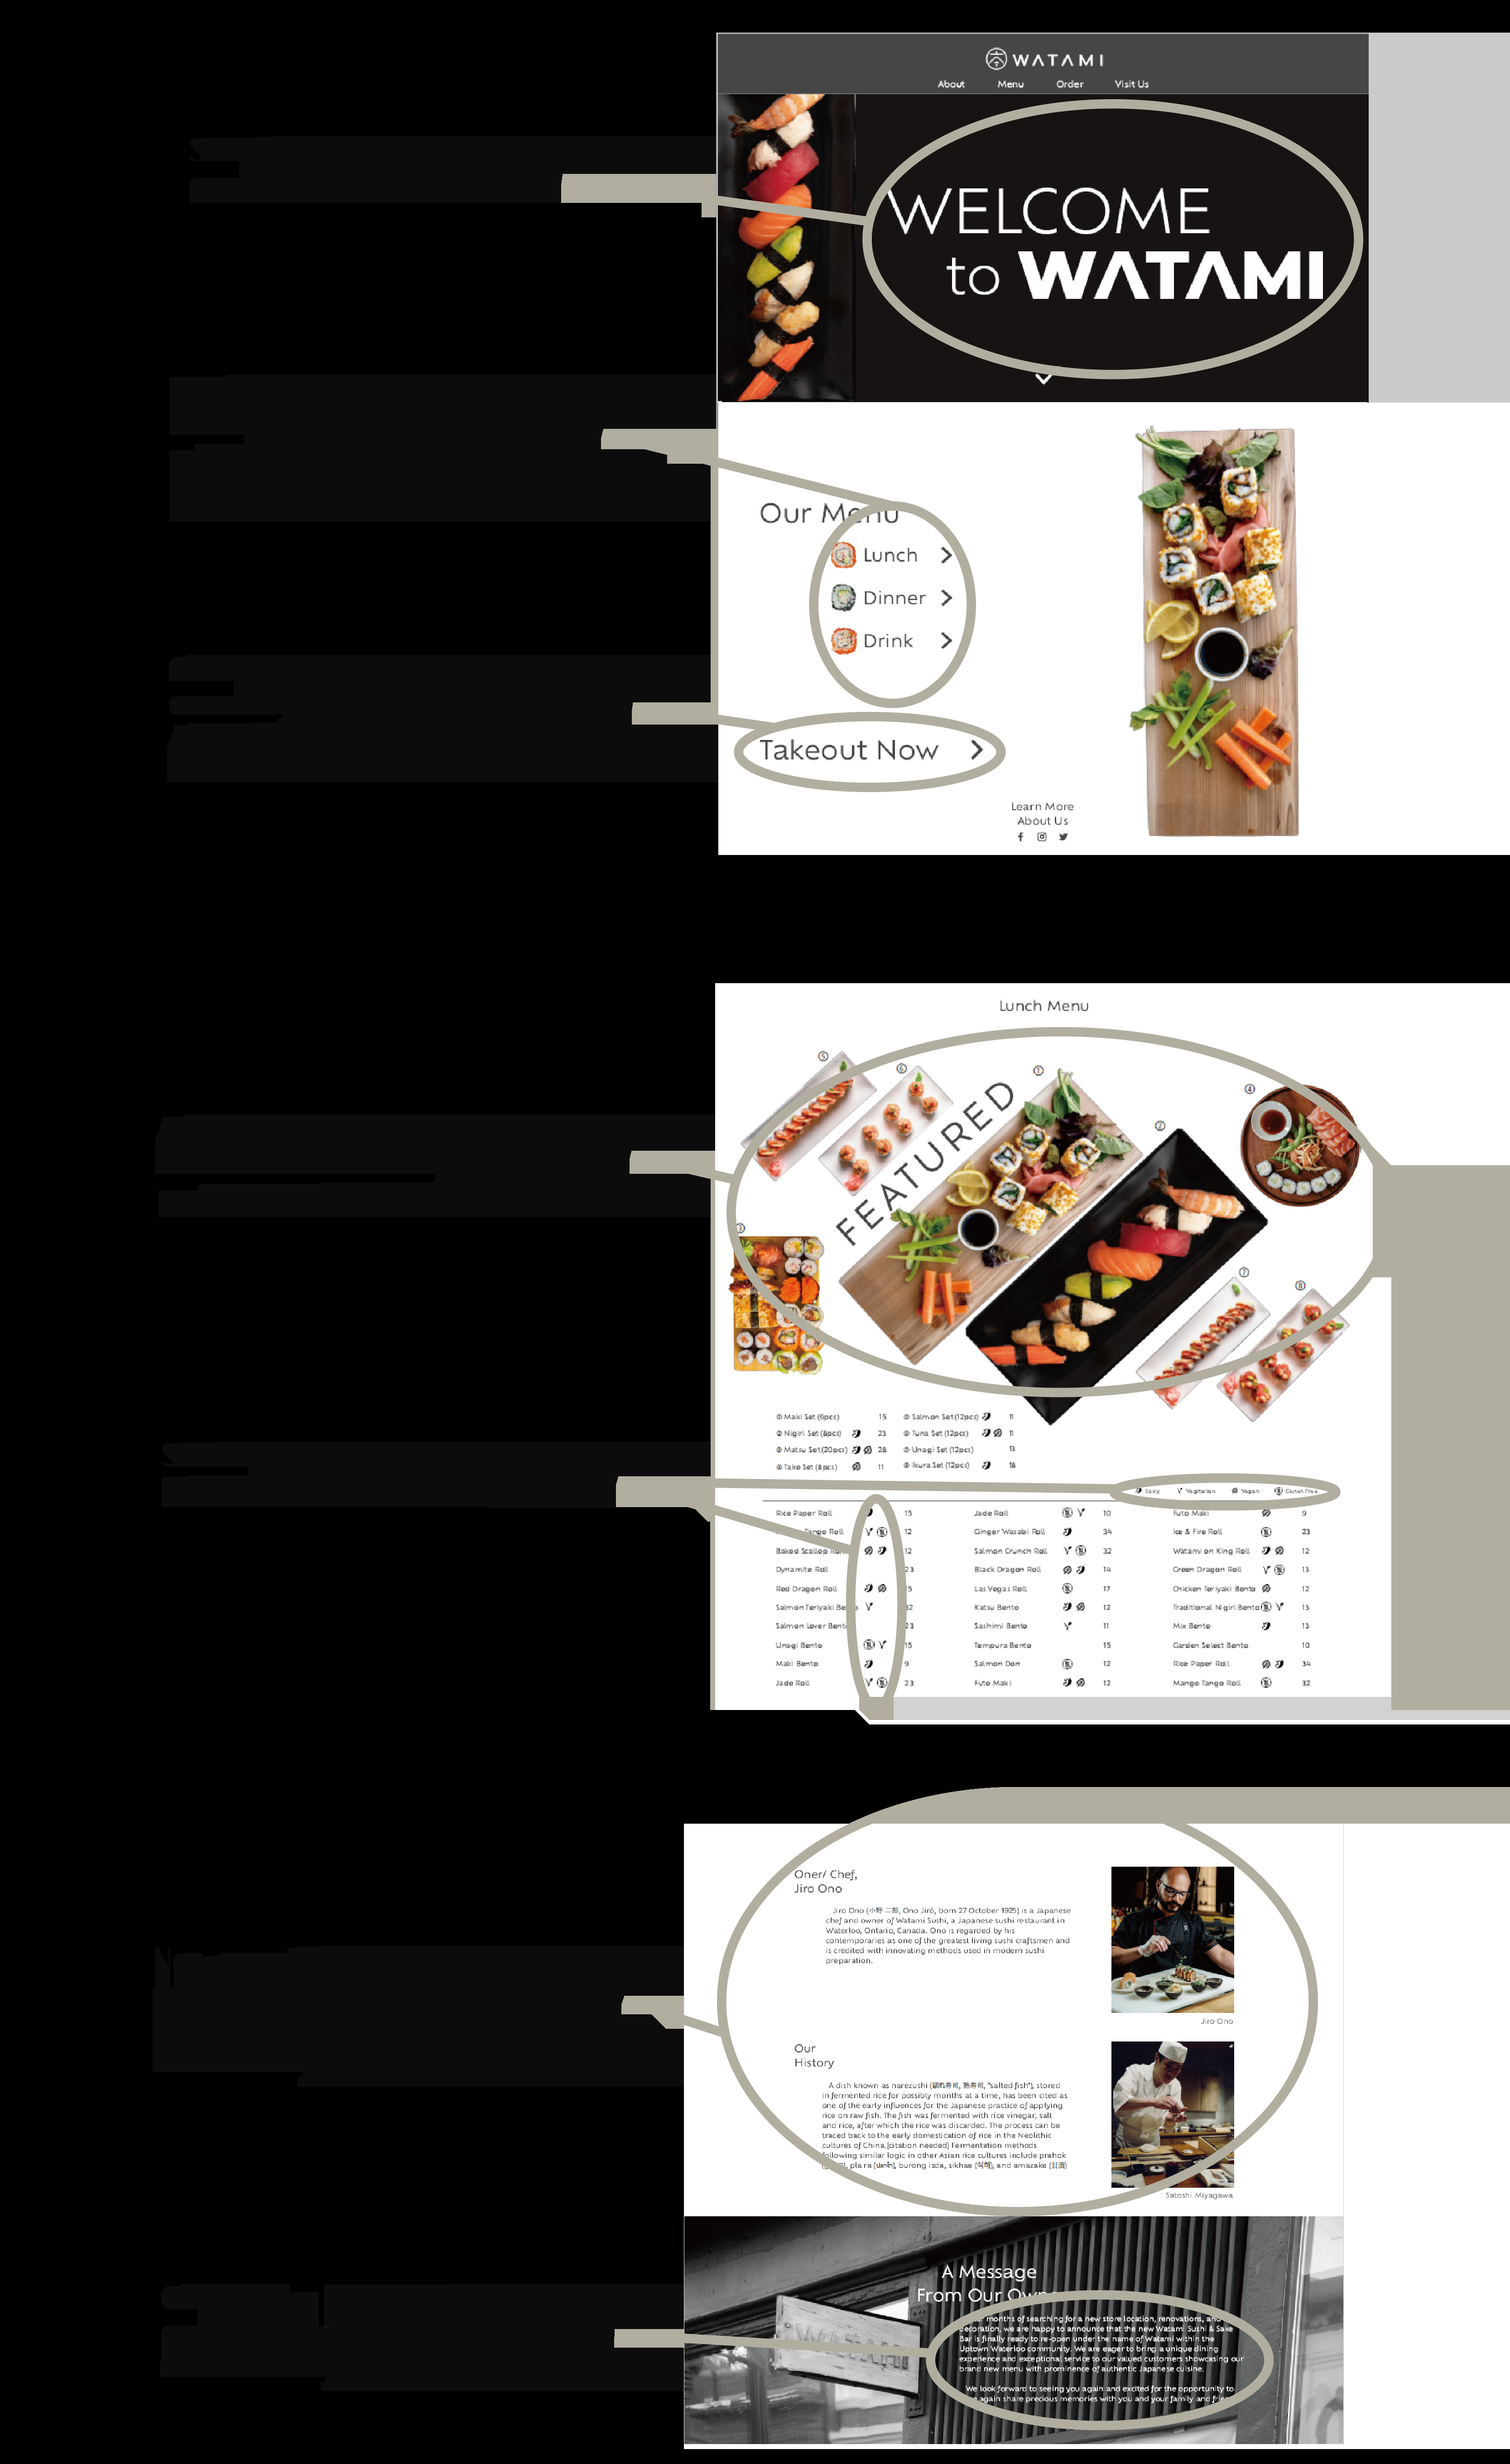 WATAMI
About Menu Order Visit Us
WELCOME
to WATAMI
Our Menu
Lunch
Dinner
Drink
Takeout Now
Learn More
About Us
Lunch Menu
⑤
⑥
①
④
②
FEATURED
③
⑦
⑧
① Maki Set (6pcs) 15
② Nigiri Set (8pcs) 23
③ Matsu Set(20pcs) 28
④ Take Set (8pcs) 11
⑤ Salmon Set(12pcs) 11
⑥ Tuna Set (12pcs) 11
⑦ Unagi Set (12pcs) 13
⑧ Ikura Set (12pcs) 18
Spicy Vegitarian Vegan Gluten Free
Rice Paper Roll 15
Tango Roll 12
Baked Scallop Roll 12
Dynamite Roll 23
Red Dragon Roll
Salmon Teriyaki Bento
Salmon Lover Bento 23
Unagi Bento 15
Maki Bento 9
Jade Roll 23
Jade Roll 10
Ginger Wasabi Roll 34
Salmon Crunch Roll 32
Black Dragon Roll 14
Las Vegas Roll 17
Katsu Bento 12
Sashimi Bento 11
Tempura Bento 15
Salmon Don 12
Futo Maki 12
Futo Maki 9
Ice & Fire Roll 23
Watami on King Roll 12
Green Dragon Roll 13
Chicken Teriyaki Bento 12
Traditional Nigiri Bento 13
Mix Bento 13
Garden Select Bento 10
Rice Paper Roll 34
Mango Tango Roll 32
Oner/ Chef,
Jiro Ono
Jiro Ono (小野 二郎, Ono Jirō, born 27 October 1925) is a Japanese
chef and owner of Watami Sushi, a Japanese sushi restaurant in
Waterloo, Ontario, Canada. Ono is regarded by his
contemporaries as one of the greatest living sushi craftsmen and
is credited with innovating methods used in modern sushi
preparation.
Jiro Ono
Our
History
A dish known as narezushi (馴れ寿司, 熟寿司, "salted fish"), stored
in fermented rice for possibly months at a time, has been cited as
one of the early influences for the Japanese practice of applying
rice on raw fish. The fish was fermented with rice vinegar, salt
and rice, after which the rice was discarded. The process can be
traced back to the early domestication of rice in the Neolithic
cultures of China.[citation needed] Fermentation methods
following similar logic in other Asian rice cultures include prahok
pla ra (ปลาร้า), burong isda, sikhae (식해), and amazake (甘酒)
Satoshi Miyagawa
A Message
From Our Owner
months of searching for a new store location, renovations, and
decoration, we are happy to announce that the new Watami Sushi & Sake
Bar is finally ready to re-open under the name of Watami within the
Uptown Waterloo community. We are eager to bring a unique dining
experience and exceptional service to our valued customers showcasing our
brand new menu with prominence of authentic Japanese cuisine.
We look forward to seeing you again and excited for the opportunity to
again share precious memories with you and your family and